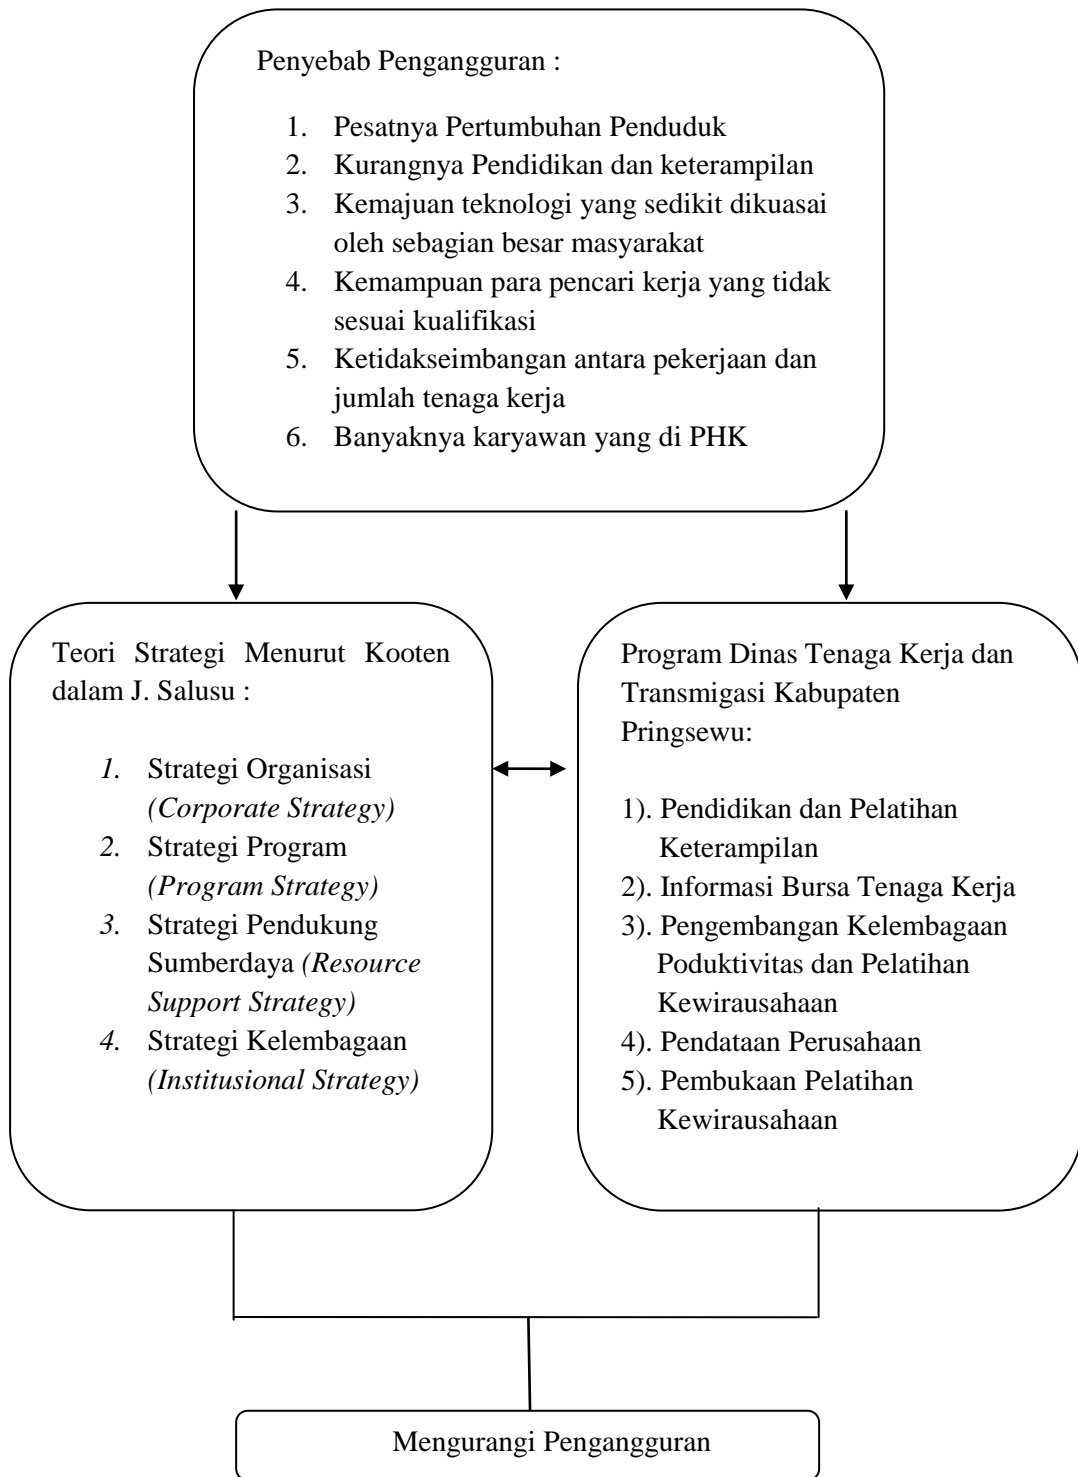 Penyebab Pengangguran :
1. Pesatnya Pertumbuhan Penduduk
2. Kurangnya Pendidikan dan keterampilan
3. Kemajuan teknologi yang sedikit dikuasai
oleh sebagian besar masyarakat
4. Kemampuan para pencari kerja yang tidak
sesuai kualifikasi
5. Ketidakseimbangan antara pekerjaan dan
jumlah tenaga kerja
6. Banyaknya karyawan yang di PHK
Teori Strategi Menurut Kooten
dalam J. Salusu :
1. Strategi Organisasi
(Corporate Strategy)
2. Strategi Program
(Program Strategy)
3. Strategi Pendukung
Sumberdaya (Resource
Support Strategy)
4. Strategi Kelembagaan
(Institusional Strategy)
Program Dinas Tenaga Kerja dan
Transmigasi Kabupaten
Pringsewu:
1). Pendidikan dan Pelatihan
Keterampilan
2). Informasi Bursa Tenaga Kerja
3). Pengembangan Kelembagaan
Poduktivitas dan Pelatihan
Kewirausahaan
4). Pendataan Perusahaan
5). Pembukaan Pelatihan
Kewirausahaan
Mengurangi Pengangguran